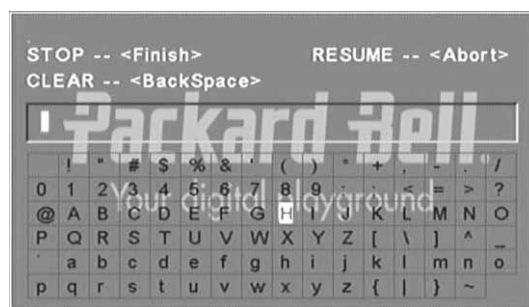 STOP -- <Finish> RESUME -- <Abort>
CLEAR -- <BackSpace>
Packard Bell.
Your digital playground
! " # $ % & ' ( ) * + , - . /
0 1 2 3 4 5 6 7 8 9 : ; < = > ?
@ A B C D E F G H I J K L M N O
P Q R S T U V W X Y Z [ \ ] ^ _
` a b c d e f g h i j k l m n o
p q r s t u v w x y z { | } ~